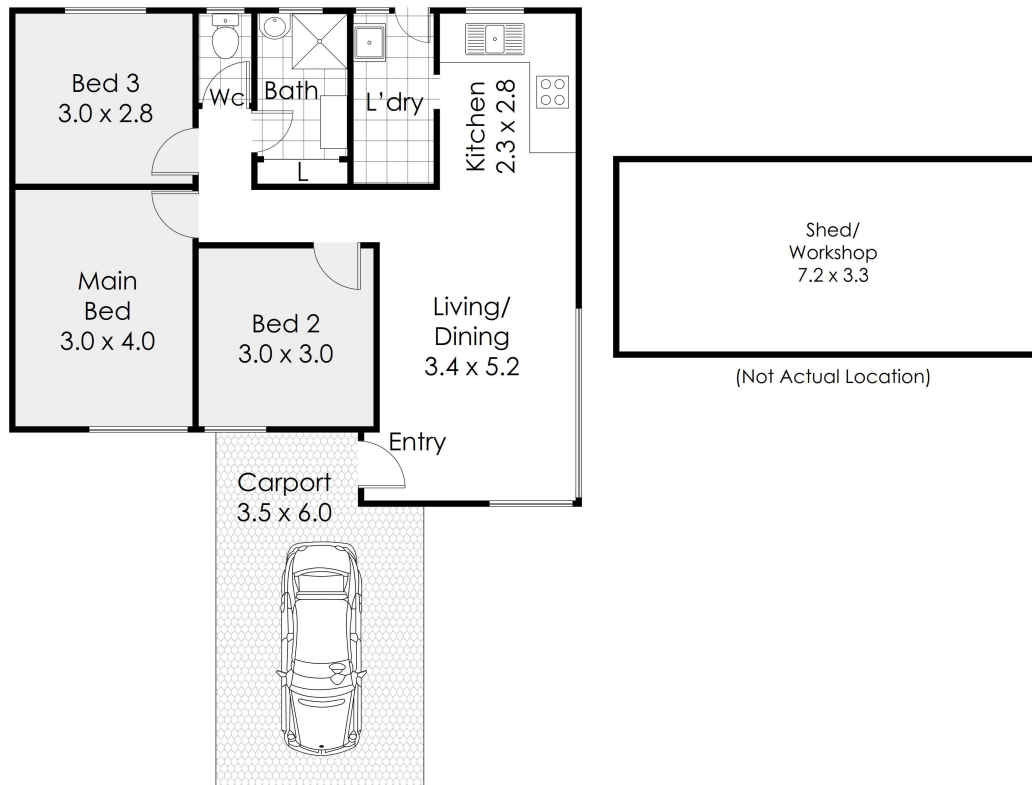 Bed 3
3.0 x 2.8
Wc
Bath
L'dry
Kitchen
2.3 x 2.8
L
Main
Bed
3.0 x 4.0
Bed 2
3.0 x 3.0
Living/
Dining
3.4 x 5.2
Entry
Carport
3.5 x 6.0
Shed/
Workshop
7.2 x 3.3
(Not Actual Location)